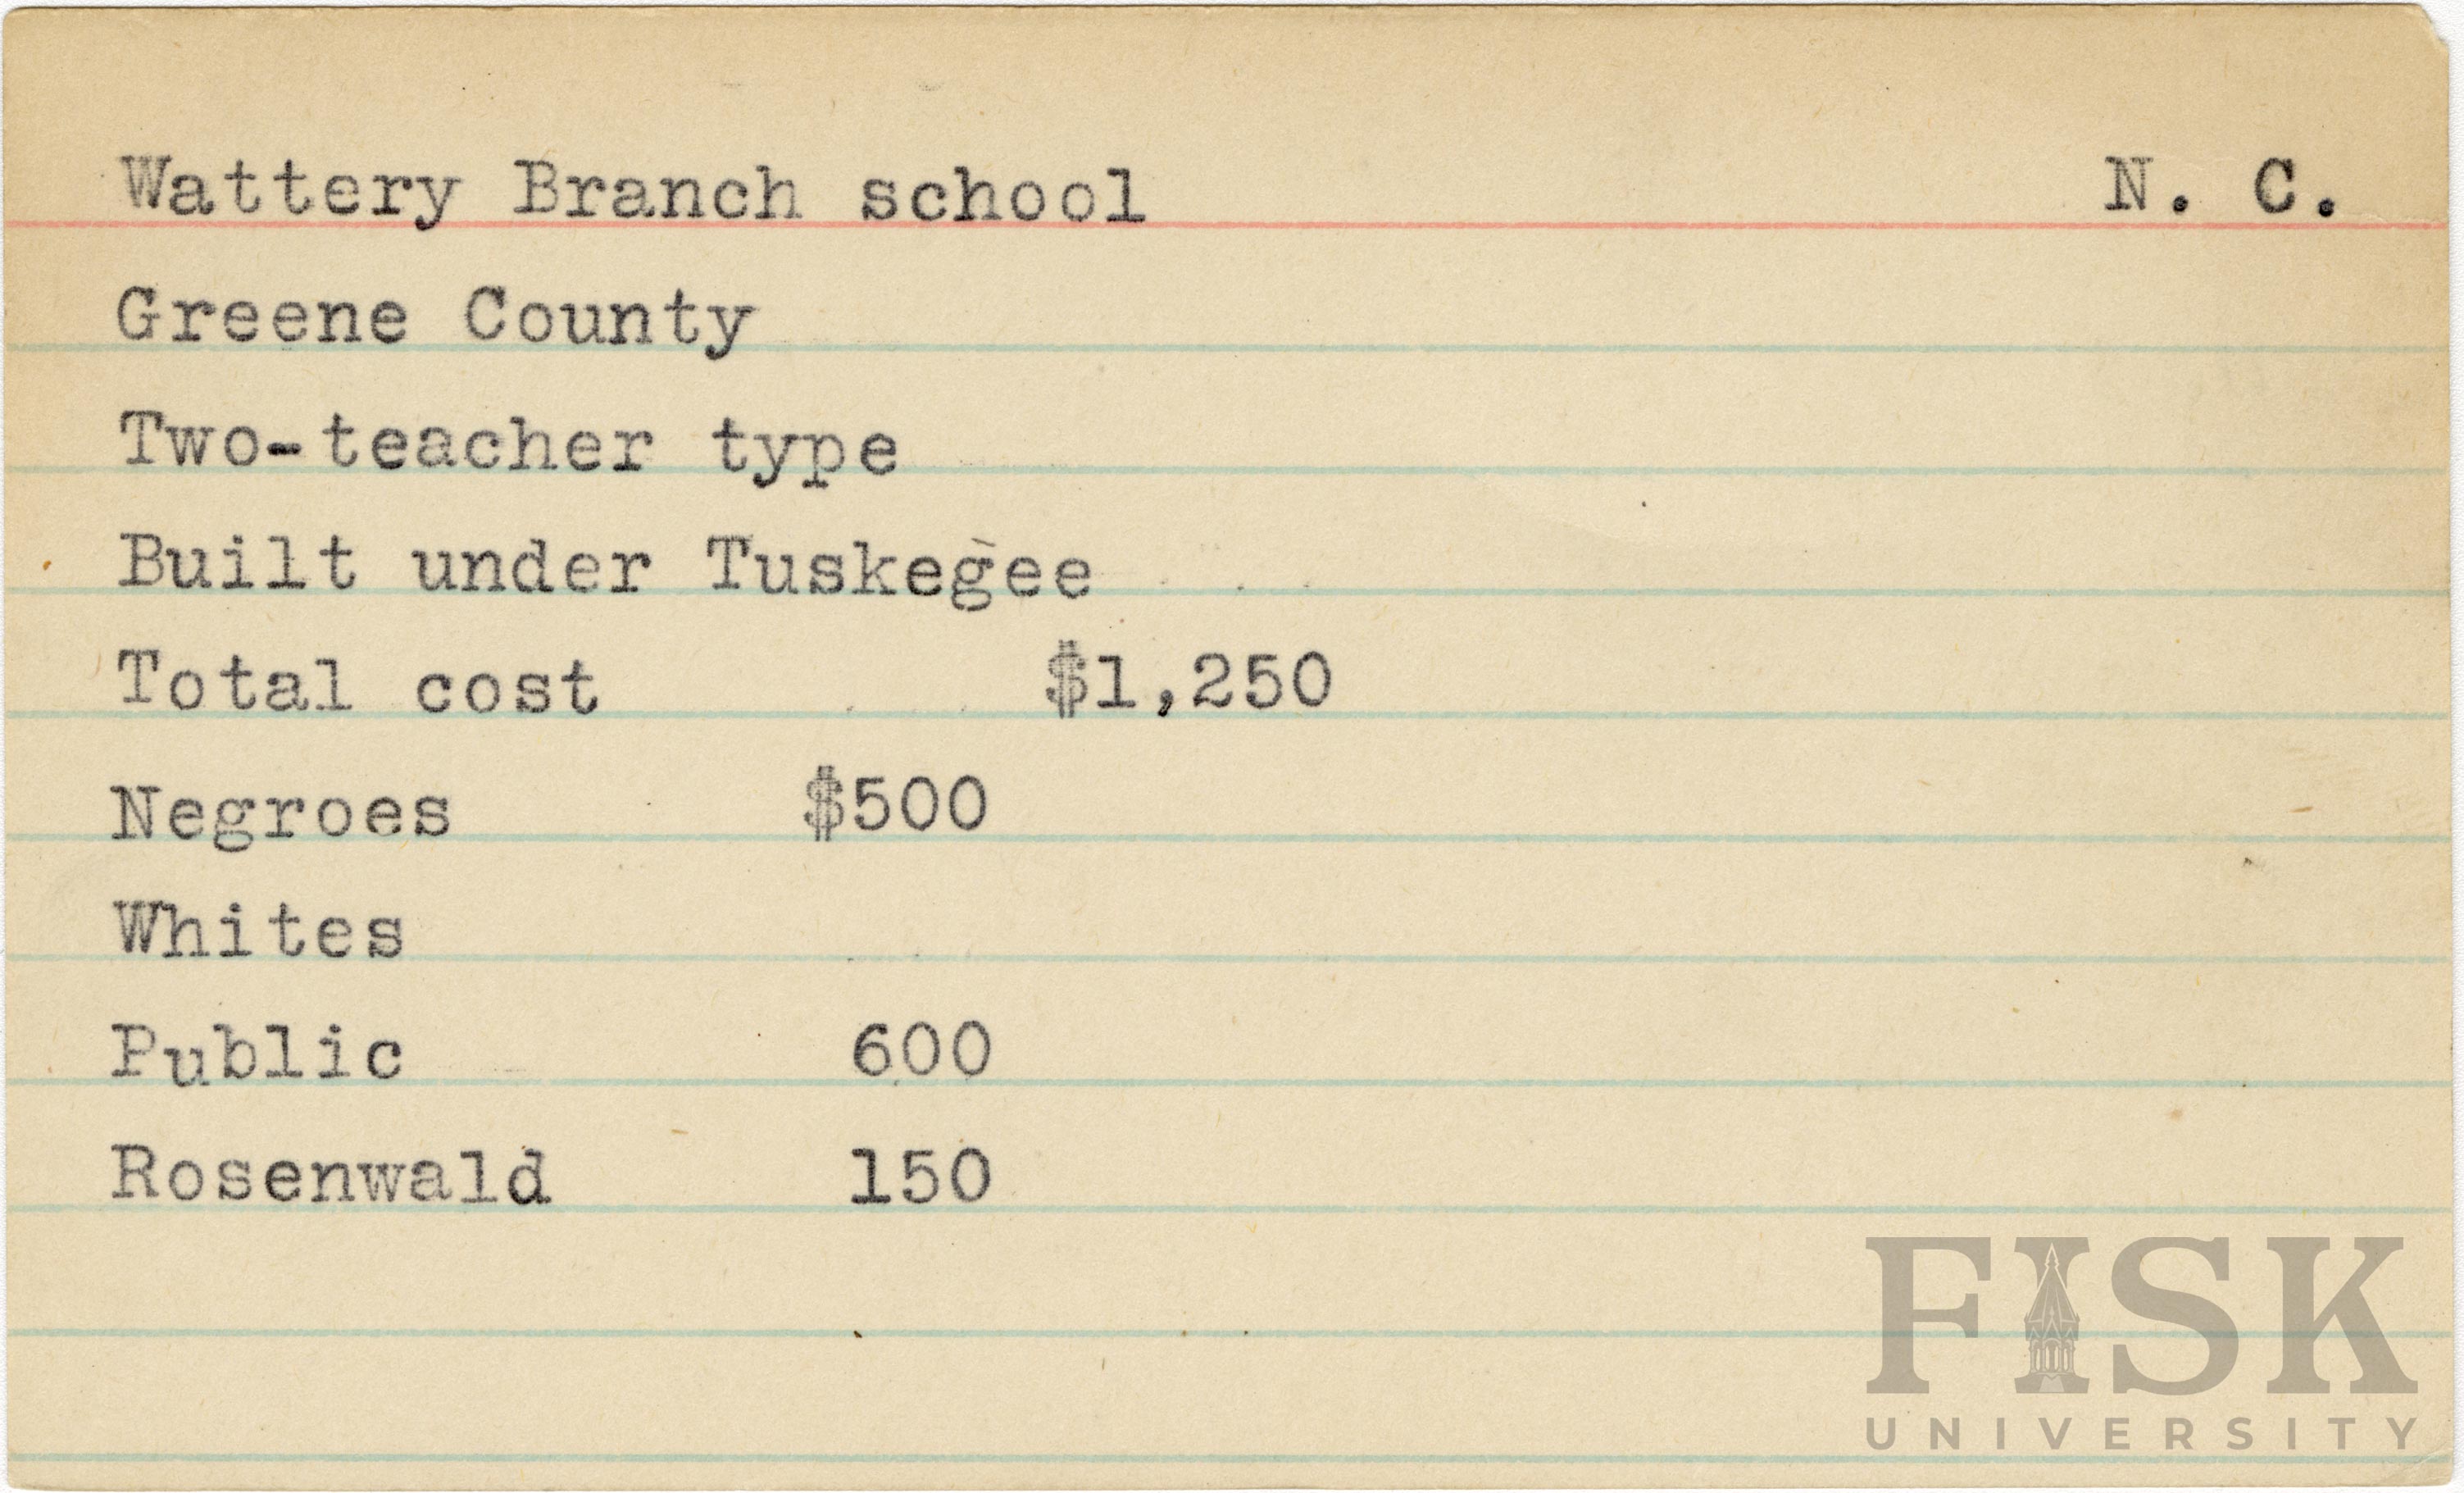 Wattery Branch school N. C.
Greene County
Two-teacher type
Built under Tuskegee
Total cost $1,250
Negroes $500
Whites
Public 600
Rosenwald 150
FISK
UNIVERSITY